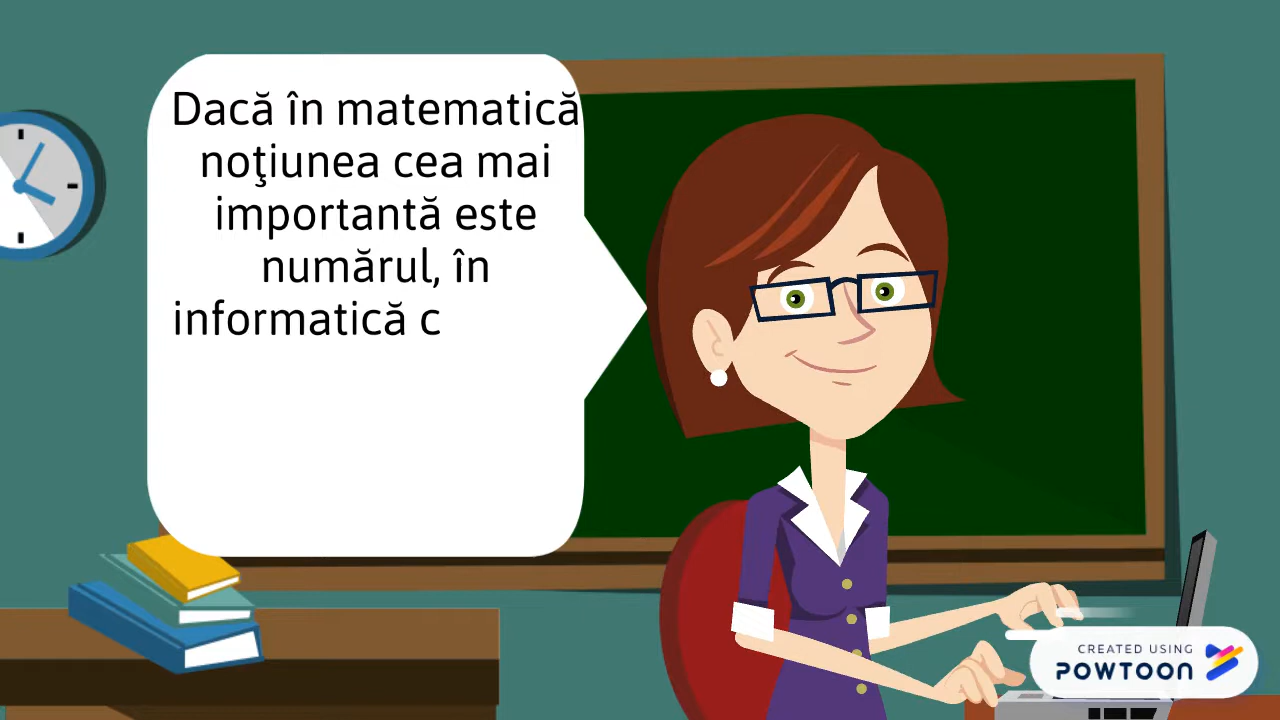 Dacă în matematică
noţiunea cea mai
importantă este
numărul, în
informatică c
CREATED USING
POWTOON